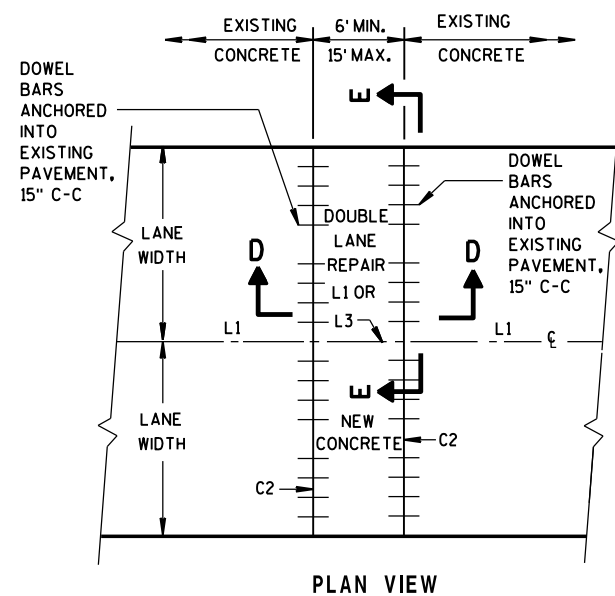 EXISTING
CONCRETE
6' MIN.
15' MAX.
EXISTING
CONCRETE
DOWEL
BARS
ANCHORED
INTO
EXISTING
PAVEMENT,
15" C-C
E
DOWEL
BARS
ANCHORED
INTO
EXISTING
PAVEMENT,
15" C-C
LANE
WIDTH
D
DOUBLE
LANE
REPAIR
L1 OR
L3
D
L1
L1
℄
LANE
WIDTH
E
NEW
CONCRETE
C2
C2
PLAN VIEW